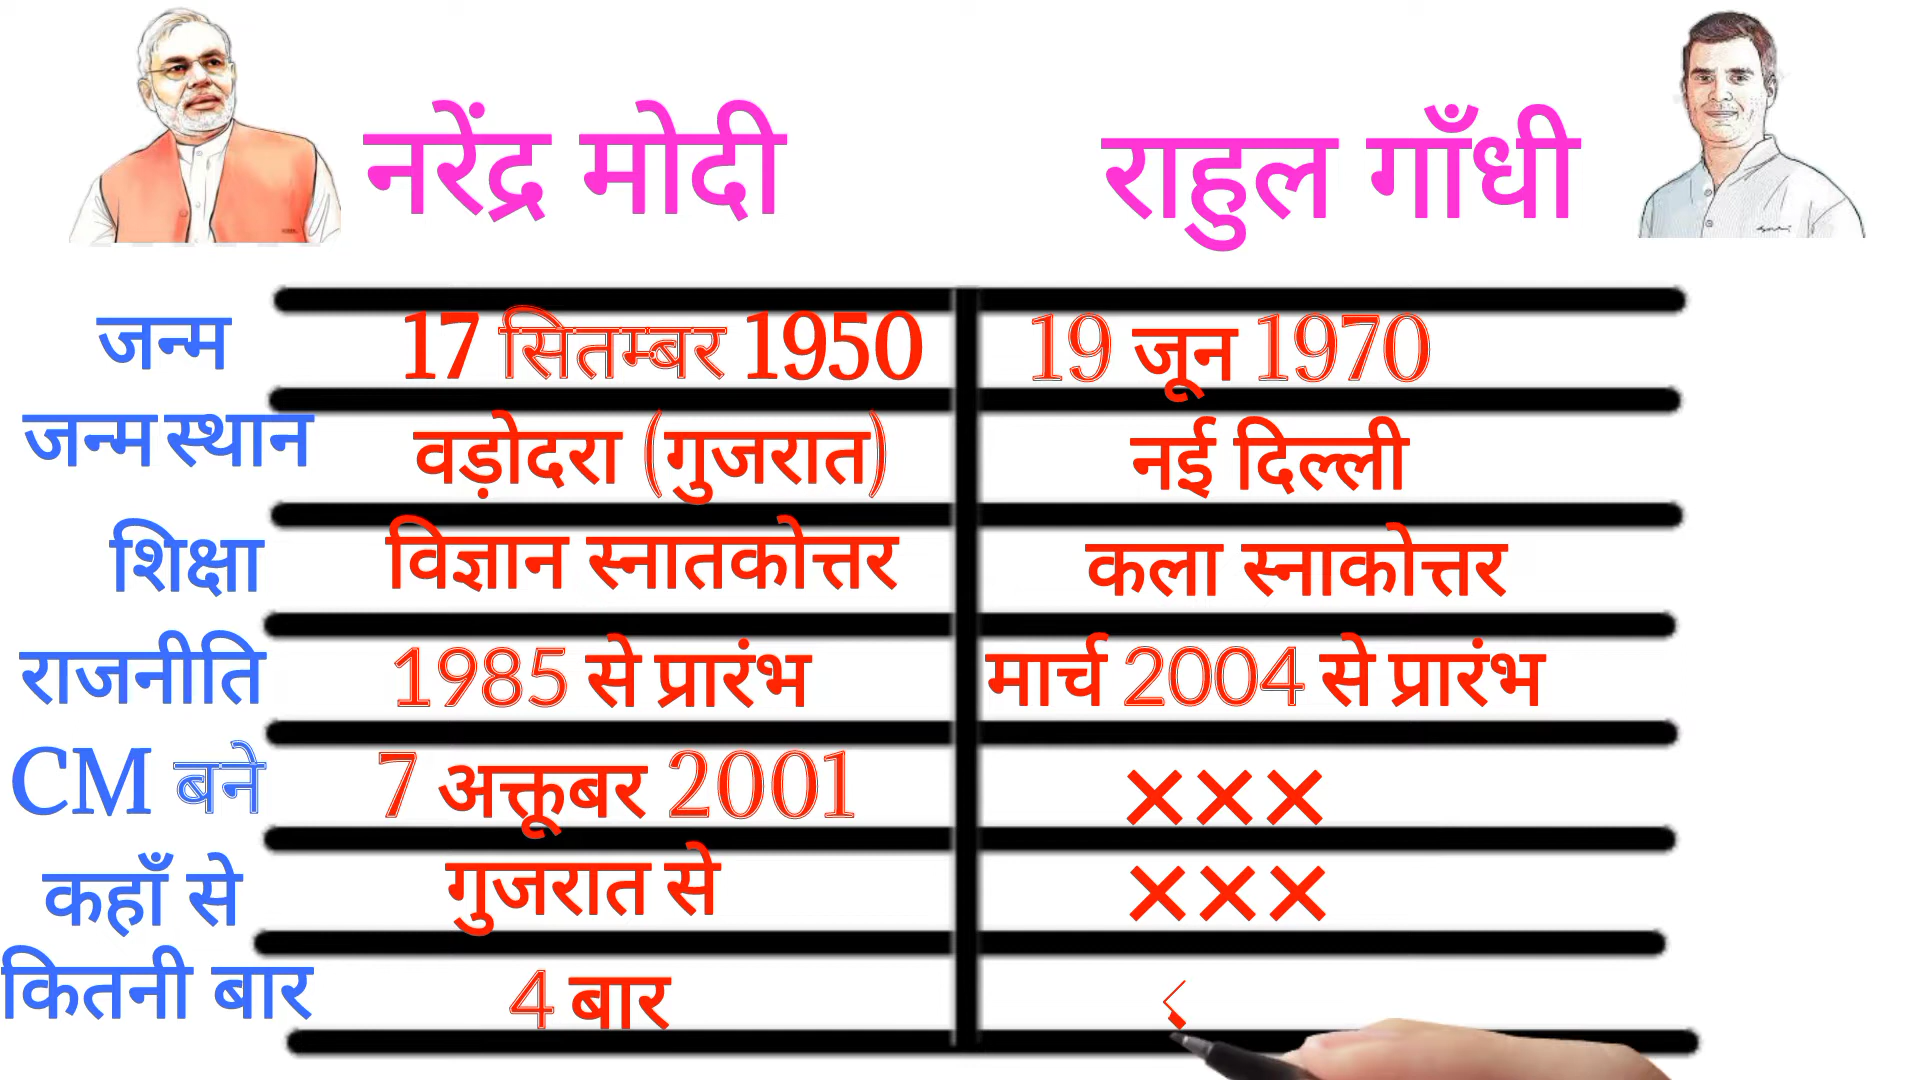 नरेंद्र मोदी राहुल गाँधी
जन्म 17 सितम्बर 1950 19 जून 1970
जन्म स्थान वड़ोदरा (गुजरात) नई दिल्ली
शिक्षा विज्ञान स्नातकोत्तर कला स्नाकोत्तर
राजनीति 1985 से प्रारंभ मार्च 2004 से प्रारंभ
CM बने 7 अक्तूबर 2001 ×××
कहाँ से गुजरात से ×××
कितनी बार 4 बार